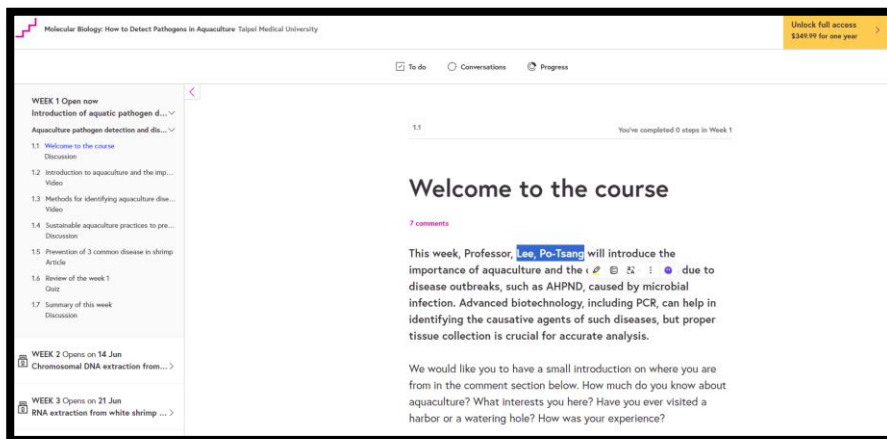 Molecular Biology: How to Detect Pathogens in Aquaculture Taipei Medical University
Unlock full access
$349.99 for one year
To do
Conversations
Progress
WEEK 1 Open now
Introduction of aquatic pathogen d...
Aquaculture pathogen detection and dis...
1.1 Welcome to the course
Discussion
1.2 Introduction to aquaculture and the imp...
Video
1.3 Methods for identifying aquaculture dise...
Video
1.4 Sustainable aquaculture practices to pre...
Discussion
1.5 Prevention of 3 common disease in shrimp
Article
1.6 Review of the week 1
Quiz
1.7 Summary of this week
Discussion
WEEK 2 Opens on 14 Jun
Chromosomal DNA extraction from...
WEEK 3 Opens on 21 Jun
RNA extraction from white shrimp ...
1.1
You've completed 0 steps in Week 1
Welcome to the course
7 comments
This week, Professor, Lee, Po-Tsang will introduce the
importance of aquaculture and the due to
disease outbreaks, such as AHPND, caused by microbial
infection. Advanced biotechnology, including PCR, can help in
identifying the causative agents of such diseases, but proper
tissue collection is crucial for accurate analysis.
We would like you to have a small introduction on where you are
from in the comment section below. How much do you know about
aquaculture? What interests you here? Have you ever visited a
harbor or a watering hole? How was your experience?